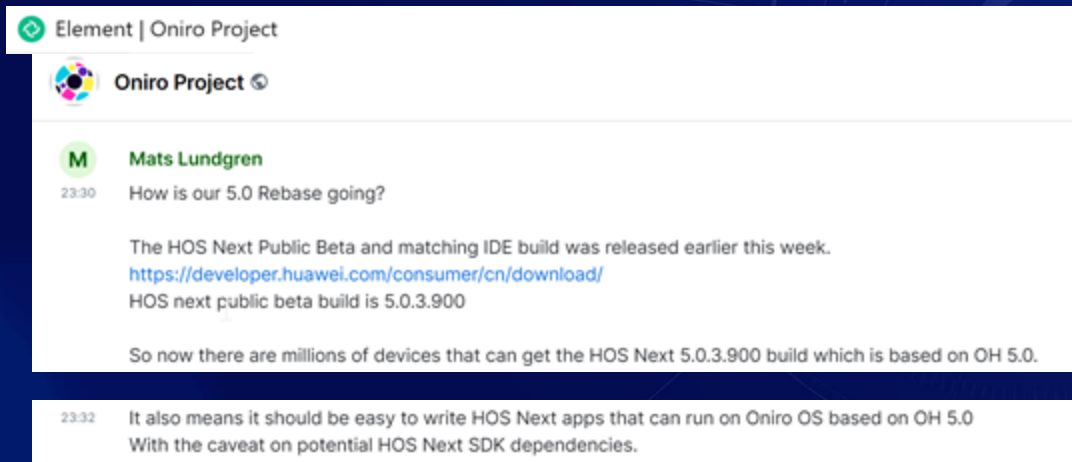 Element | Oniro Project
Oniro Project
M
Mats Lundgren
23:30
How is our 5.0 Rebase going?
The HOS Next Public Beta and matching IDE build was released earlier this week.
https://developer.huawei.com/consumer/cn/download/
HOS next public beta build is 5.0.3.900
So now there are millions of devices that can get the HOS Next 5.0.3.900 build which is based on OH 5.0.
23:32
It also means it should be easy to write HOS Next apps that can run on Oniro OS based on OH 5.0
With the caveat on potential HOS Next SDK dependencies.